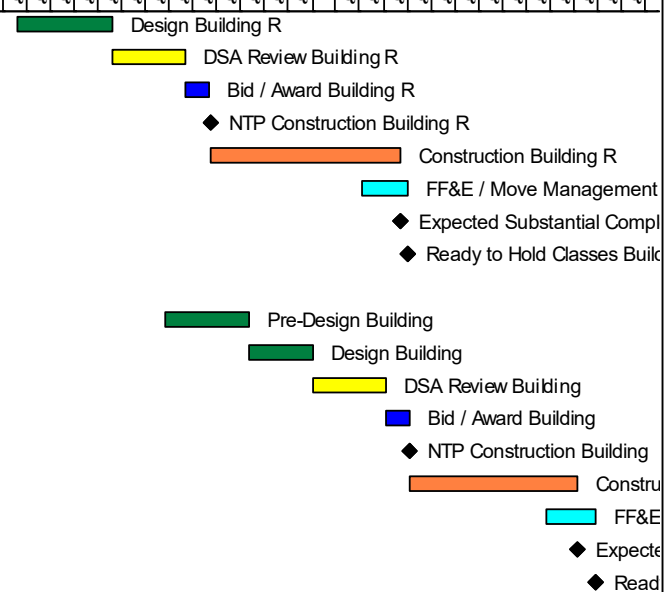 Design Building R
DSA Review Building R
Bid / Award Building R
NTP Construction Building R
Construction Building R
FF&E / Move Management
Expected Substantial Compl
Ready to Hold Classes Build
Pre-Design Building
Design Building
DSA Review Building
Bid / Award Building
NTP Construction Building
Constru
FF&E
Expecte
Read